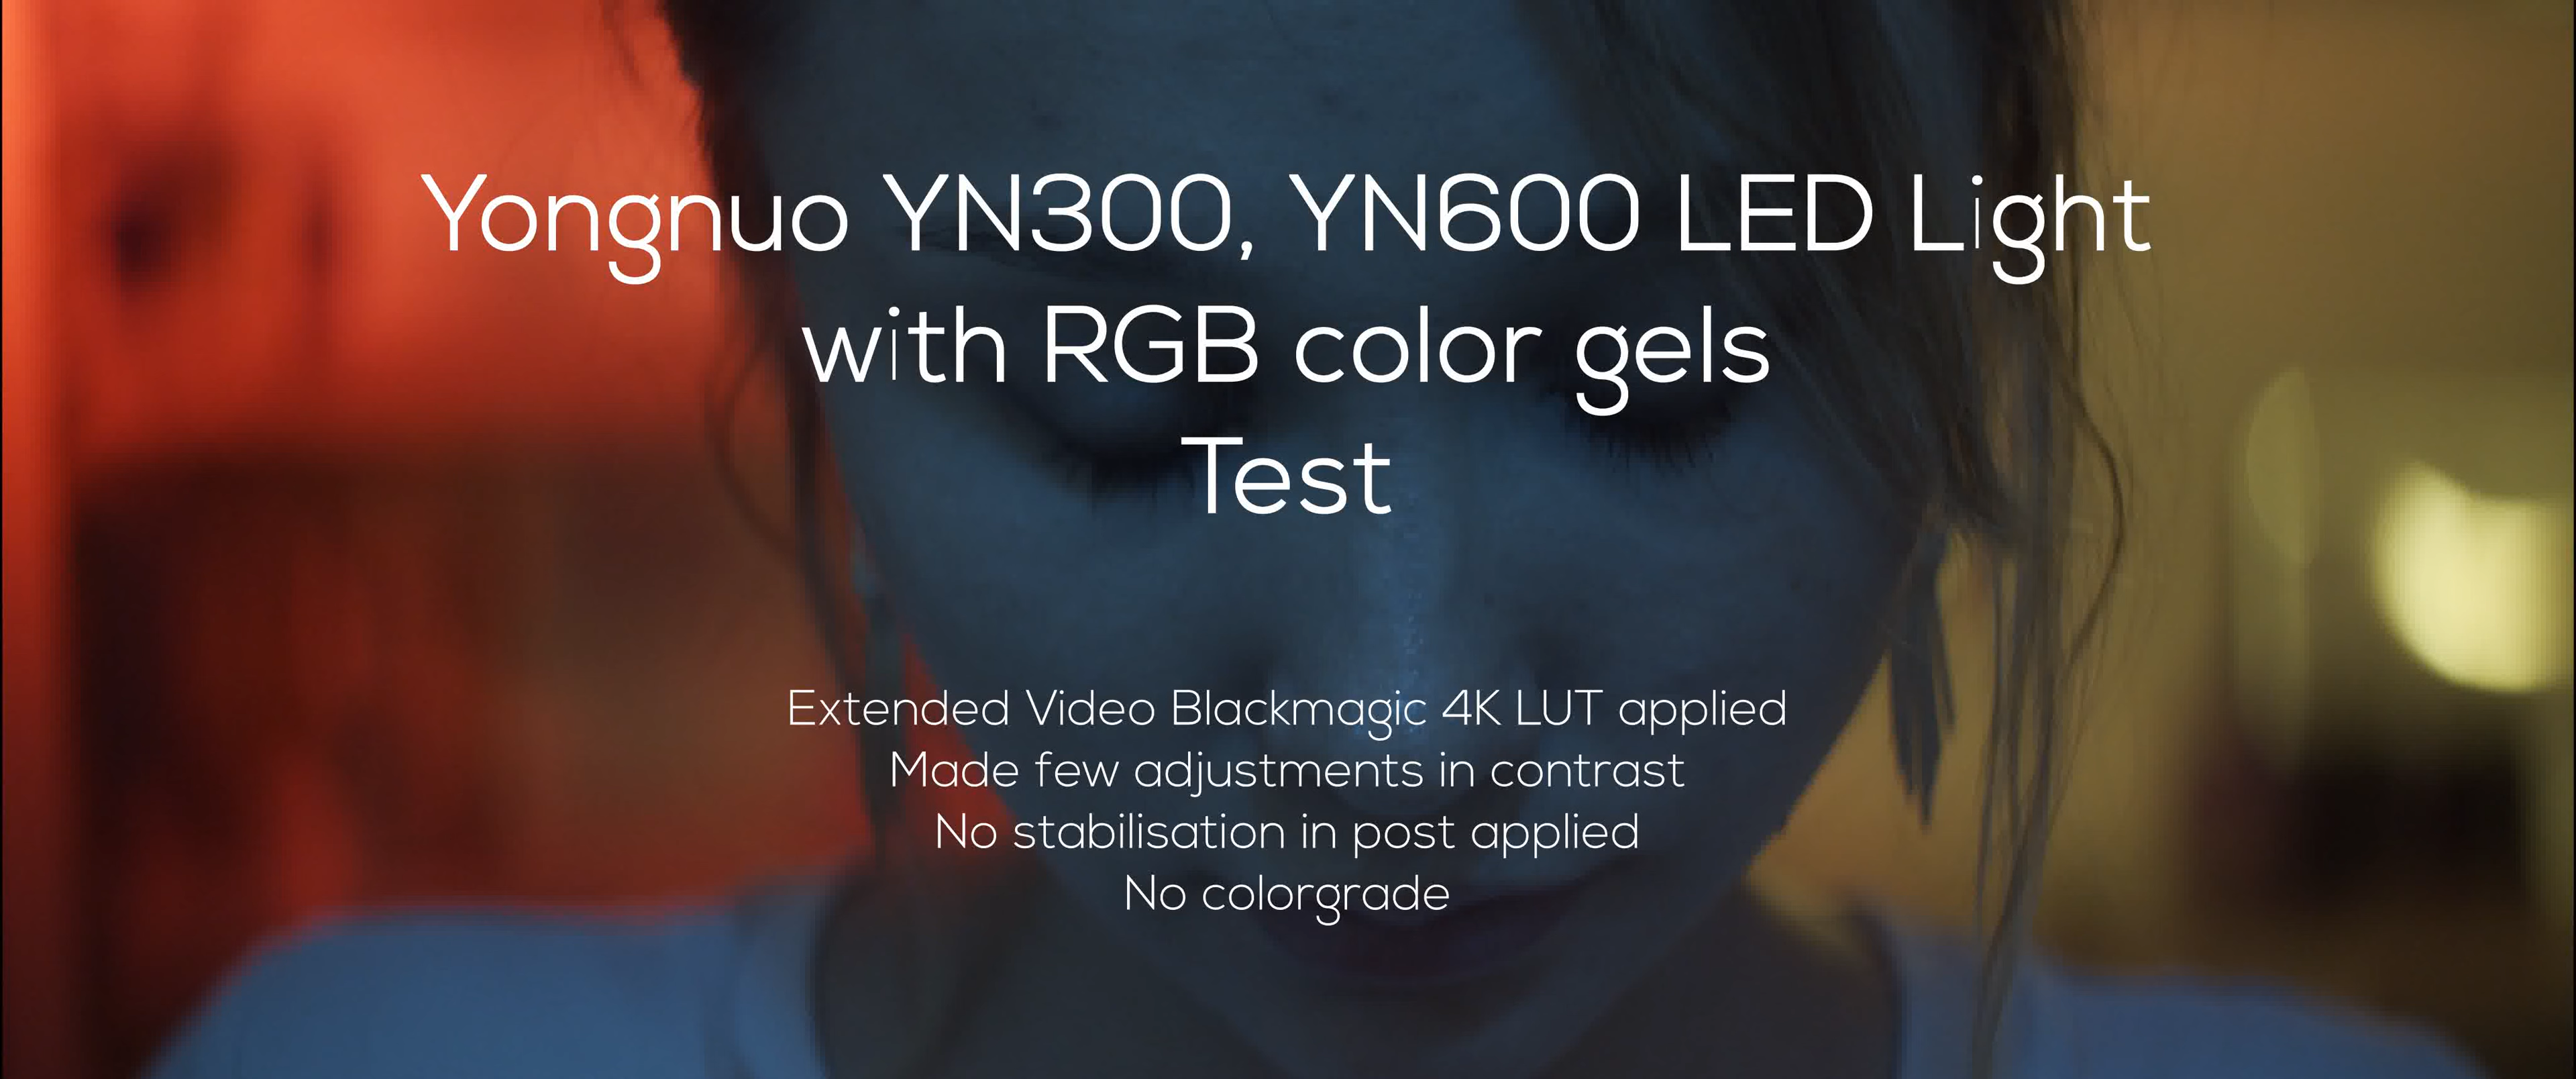 Yongnuo YN300, YN600 LED Light
with RGB color gels
Test
Extended Video Blackmagic 4K LUT applied
Made few adjustments in contrast
No stabilisation in post applied
No colorgrade